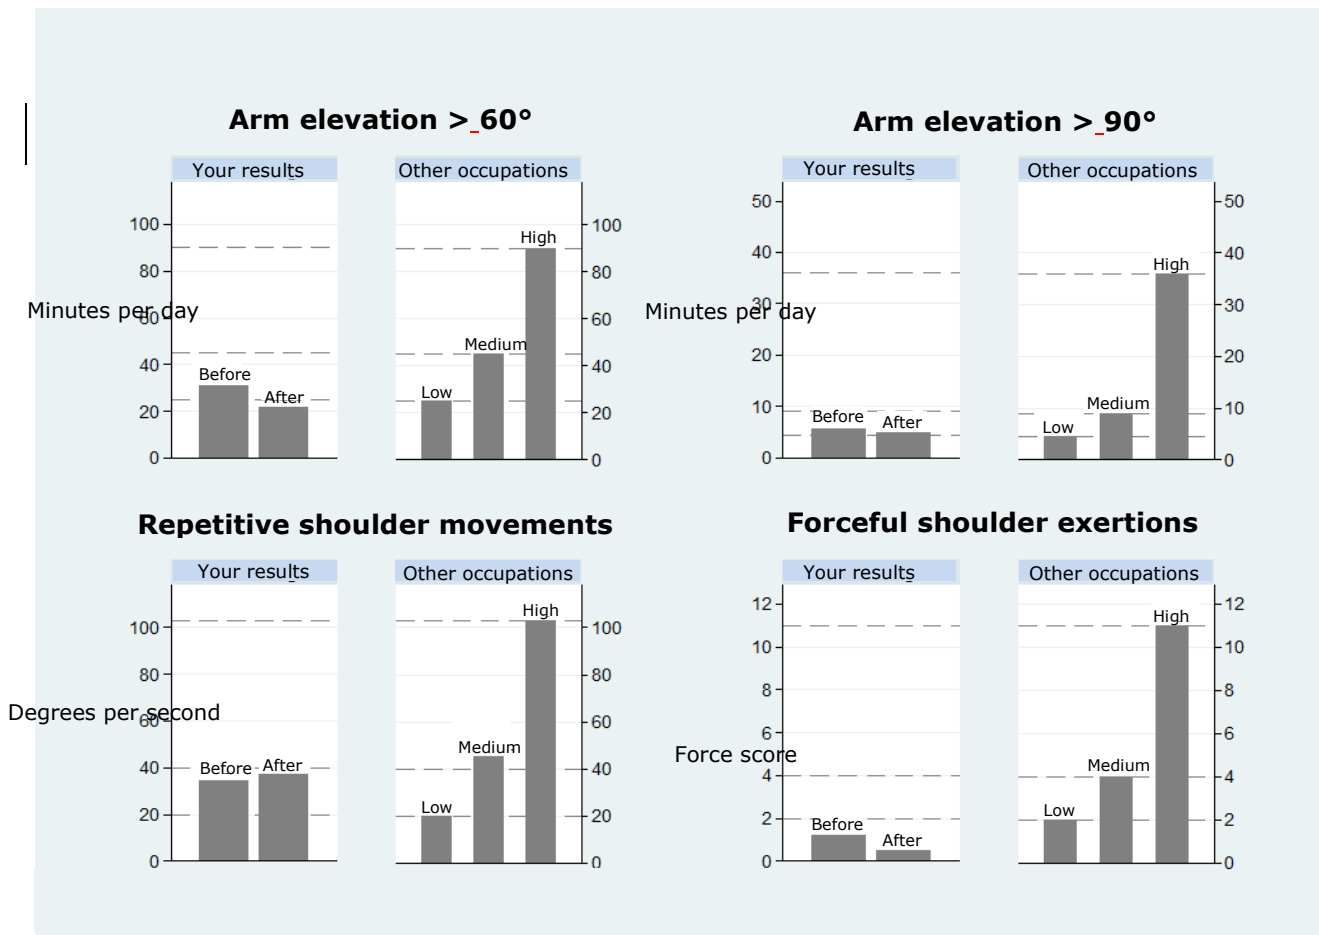 Arm elevation > 60°
Your results
Other occupations
100
80
60
40
20
0
Minutes per day
Before
After
Low
Medium
High
100
80
60
40
20
0
Arm elevation > 90°
Your results
Other occupations
50
40
30
20
10
0
Minutes per day
Before
After
Low
Medium
High
50
40
30
20
10
0
Repetitive shoulder movements
Your results
Other occupations
100
80
60
40
20
0
Degrees per second
Before
After
Low
Medium
High
100
80
60
40
20
0
Forceful shoulder exertions
Your results
Other occupations
12
10
8
6
4
2
0
Force score
Before
After
Low
Medium
High
12
10
8
6
4
2
0